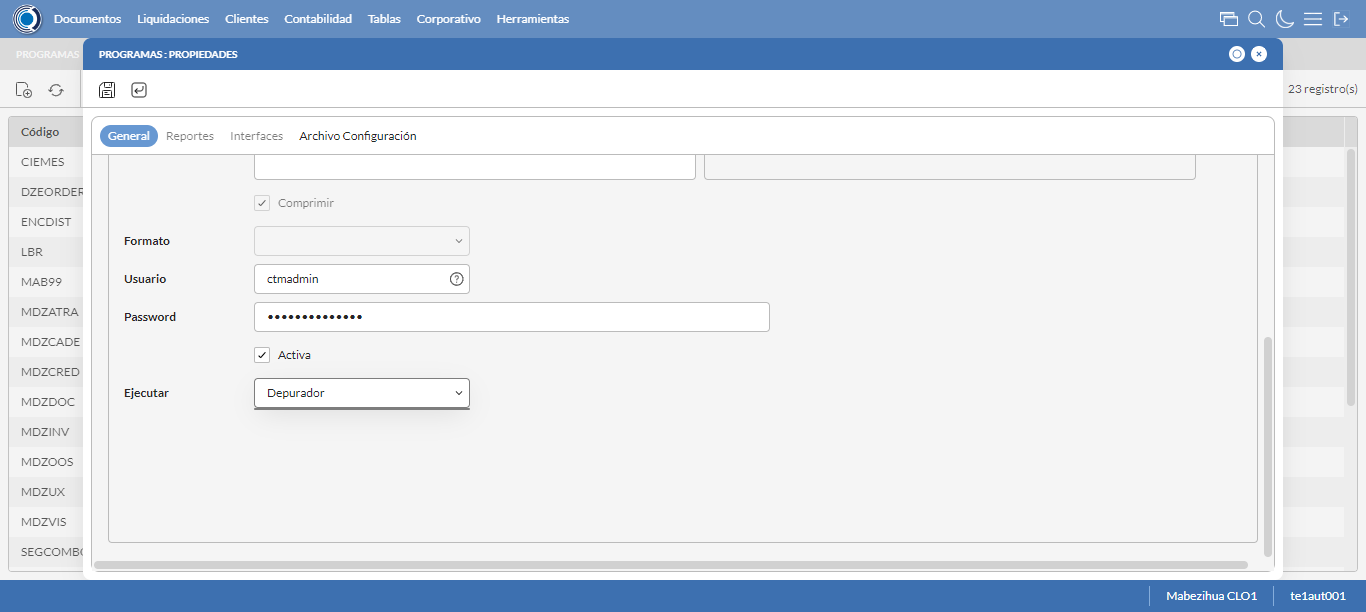 Documentos Liquidaciones Clientes Contabilidad Tablas Corporativo Herramientas
PROGRAMAS
PROGRAMAS : PROPIEDADES
23 registro(s)
Código
CIEMES
DZEORDER
ENCDIST
LBR
MAB99
MDZATRA
MDZCADE
MDZCRED
MDZDOC
MDZINV
MDZOOS
MDZUX
MDZVIS
SEGCOMBO
General Reportes Interfaces Archivo Configuración
Comprimir
Formato
Usuario ctmadmin
Password ••••••••••••••
Activa
Ejecutar Depurador
Mabezihua CLO1 te1aut001